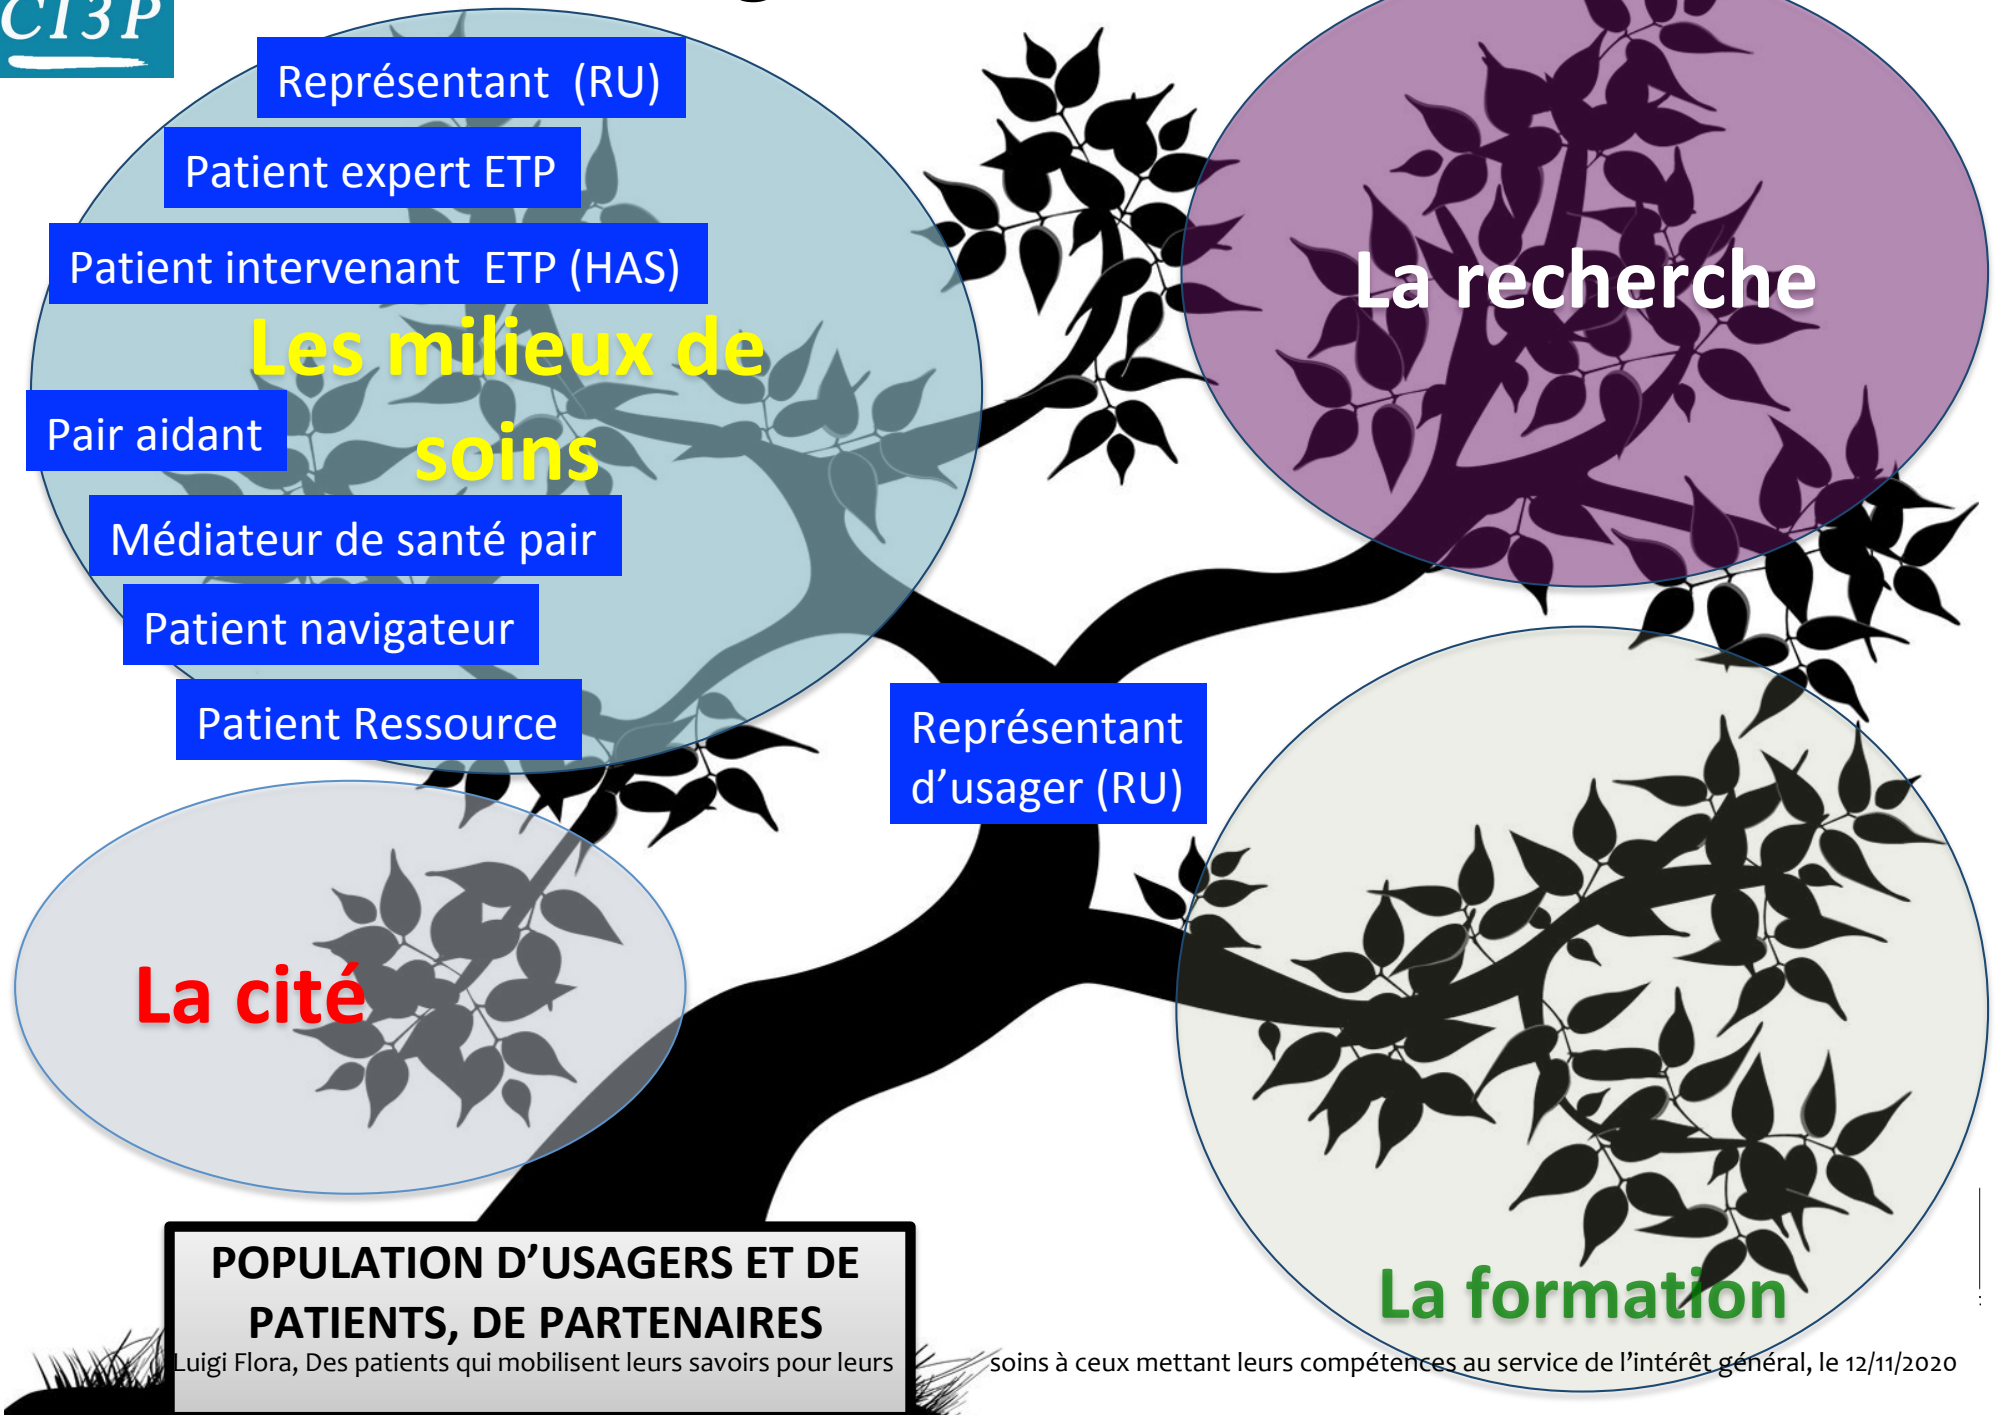 CI3P
Représentant (RU)
Patient expert ETP
Patient intervenant ETP (HAS)
Les milieux de
soins
La recherche
Pair aidant
Médiateur de santé pair
Patient navigateur
Patient Ressource
Représentant
d’usager (RU)
La cité
POPULATION D’USAGERS ET DE
PATIENTS, DE PARTENAIRES
La formation
Luigi Flora, Des patients qui mobilisent leurs savoirs pour leurs soins à ceux mettant leurs compétences au service de l’intérêt général, le 12/11/2020